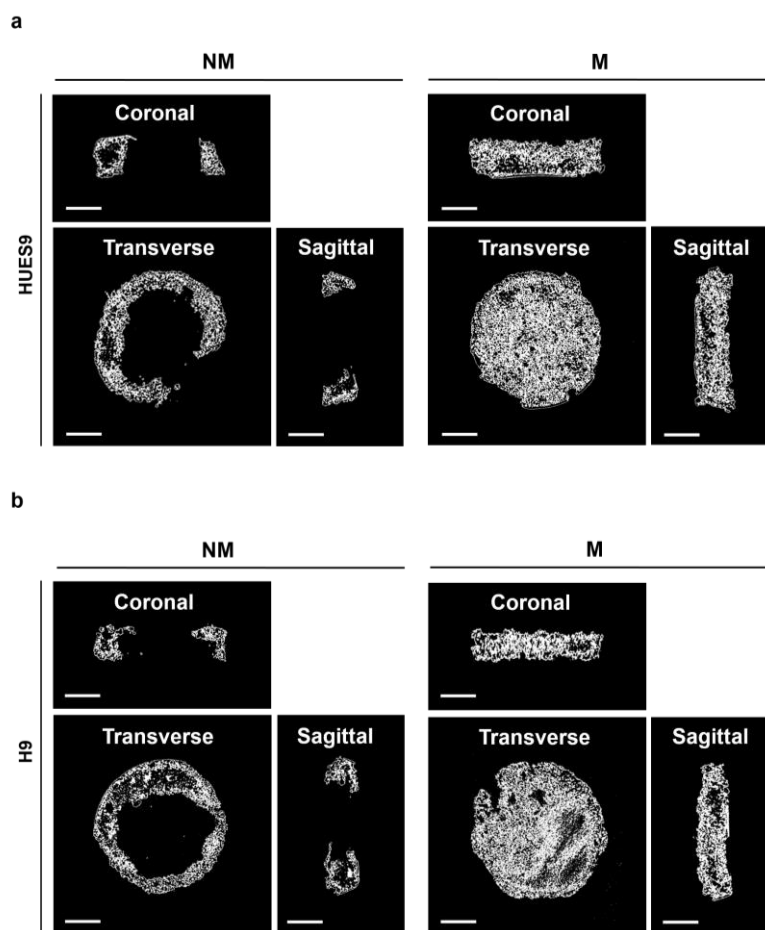 a
NM
M
HUES9
Coronal
Coronal
Transverse
Sagittal
Transverse
Sagittal
b
NM
M
H9
Coronal
Coronal
Transverse
Sagittal
Transverse
Sagittal